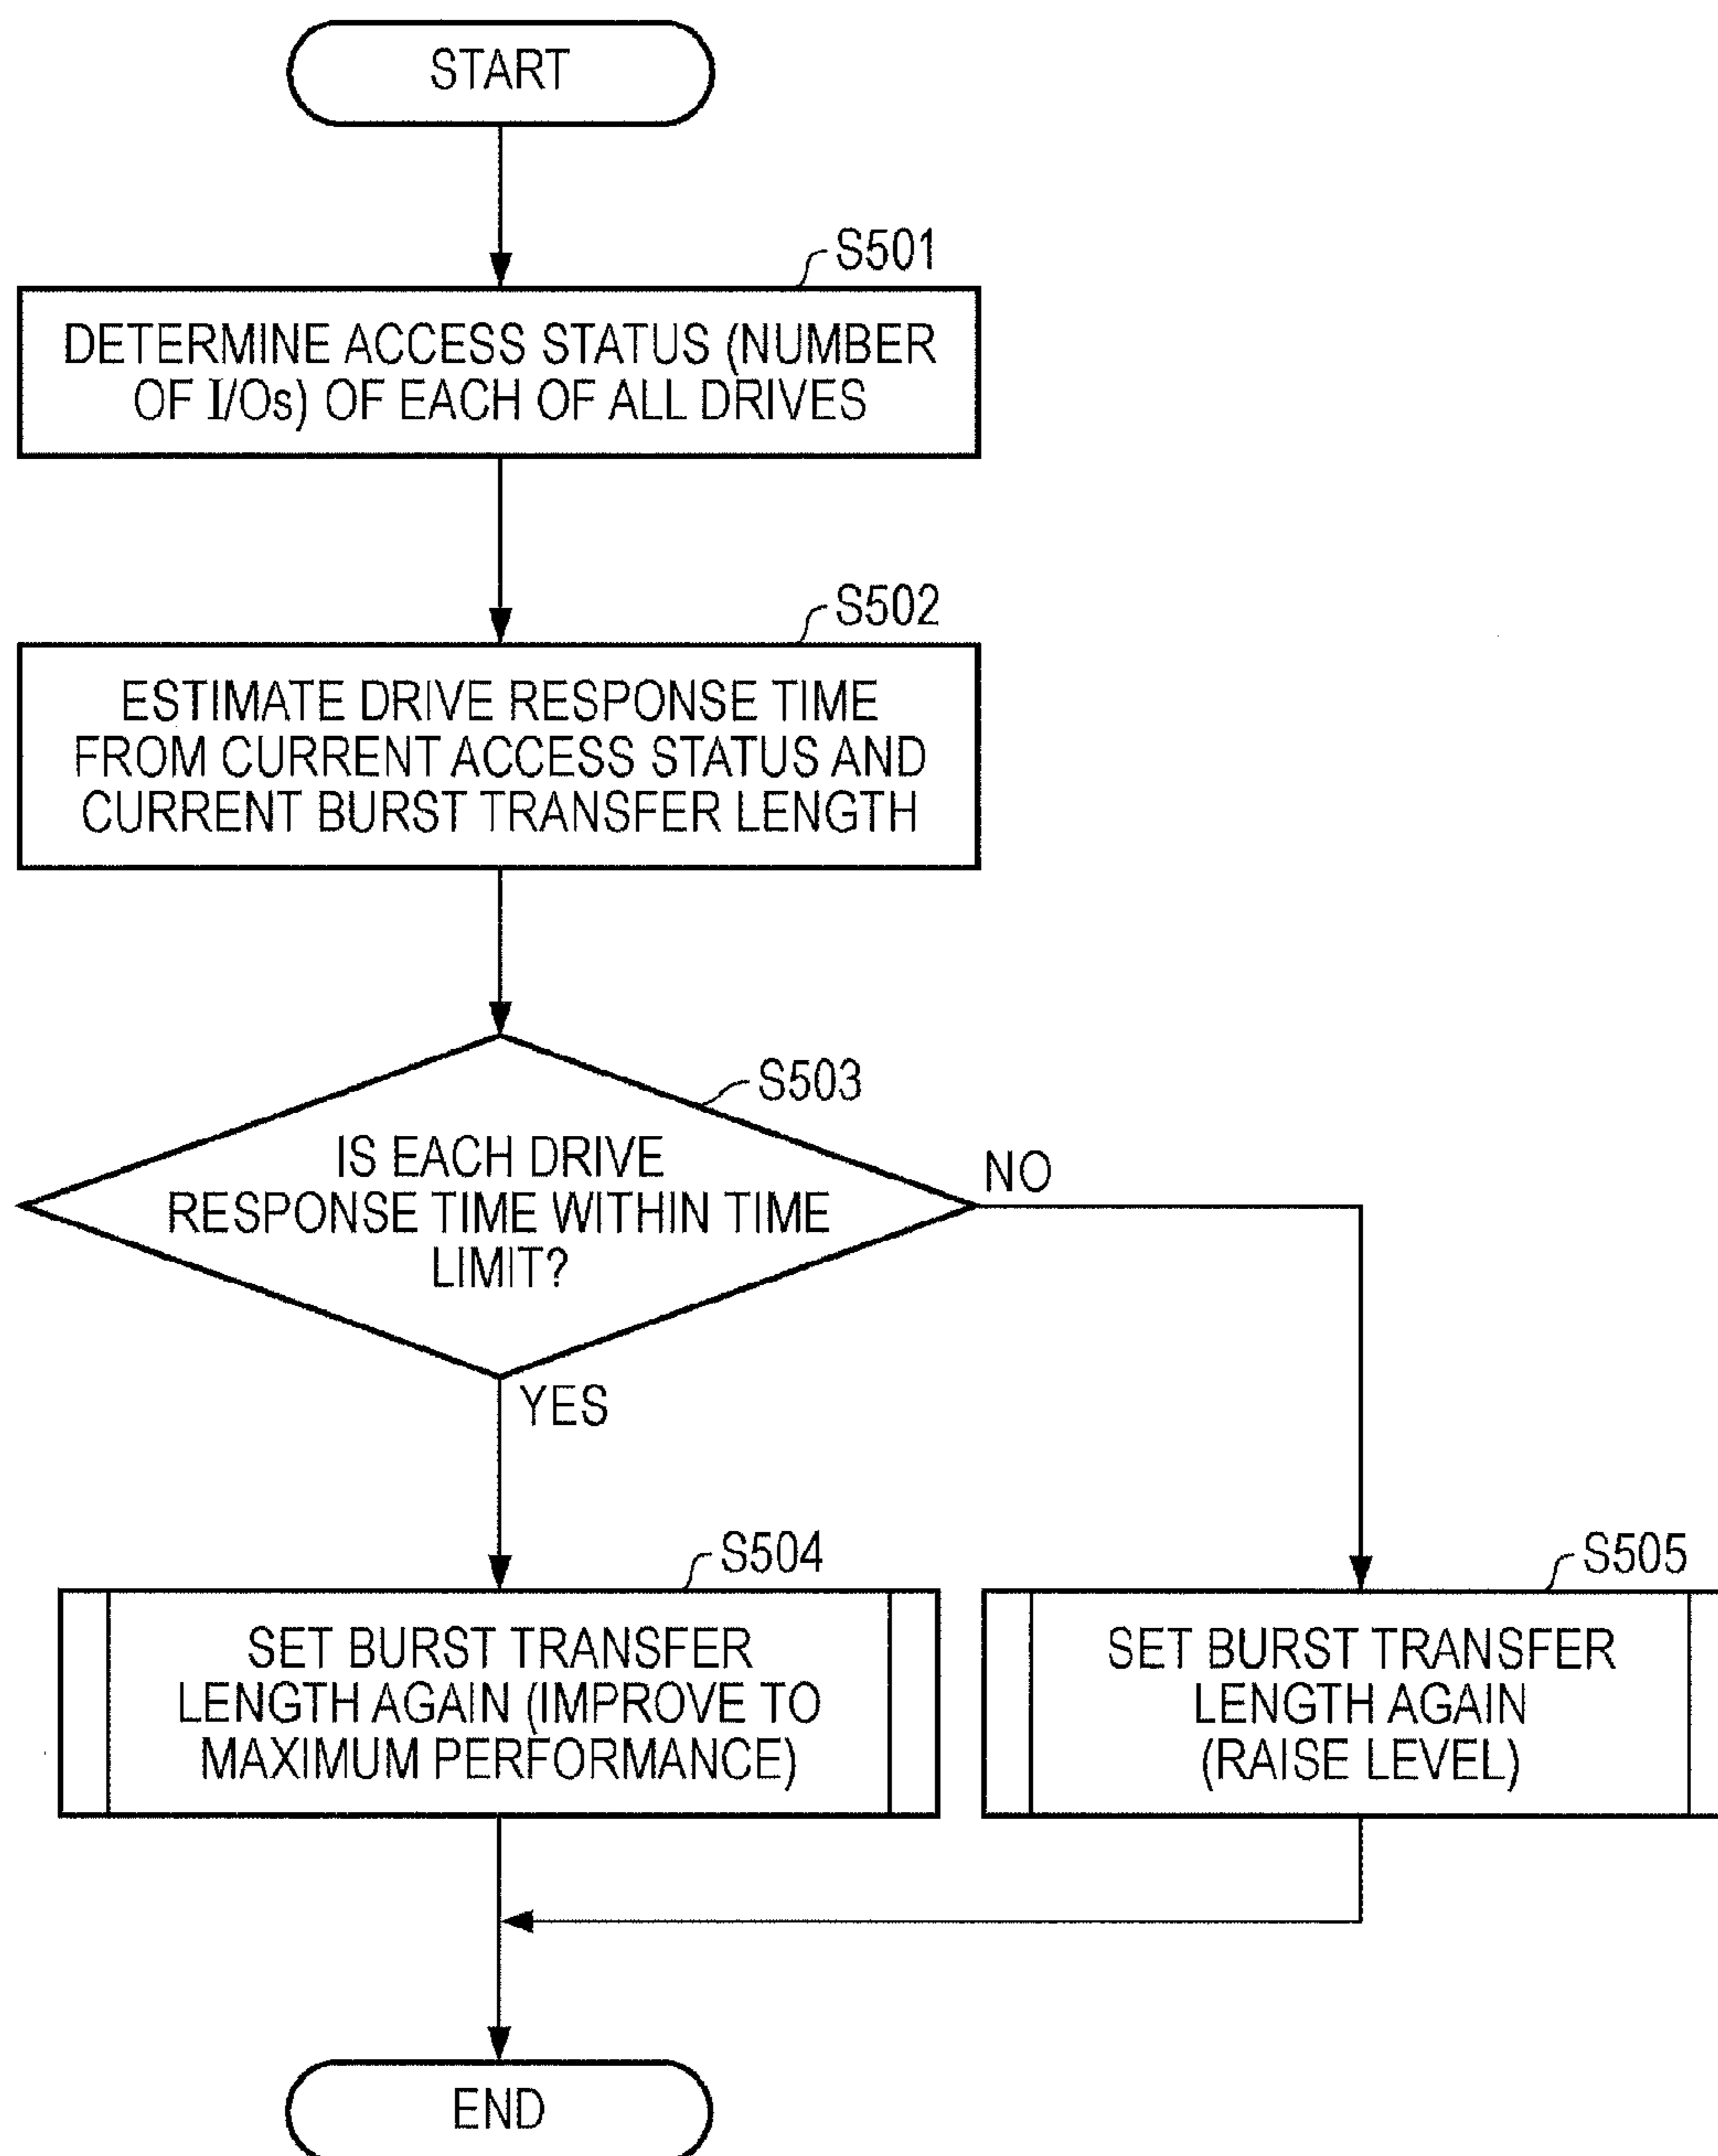 START
S501
DETERMINE ACCESS STATUS (NUMBER
OF I/Os) OF EACH OF ALL DRIVES
S502
ESTIMATE DRIVE RESPONSE TIME
FROM CURRENT ACCESS STATUS AND
CURRENT BURST TRANSFER LENGTH
S503
IS EACH DRIVE
RESPONSE TIME WITHIN TIME
LIMIT?
NO
YES
S504
SET BURST TRANSFER
LENGTH AGAIN (IMPROVE TO
MAXIMUM PERFORMANCE)
S505
SET BURST TRANSFER
LENGTH AGAIN
(RAISE LEVEL)
END